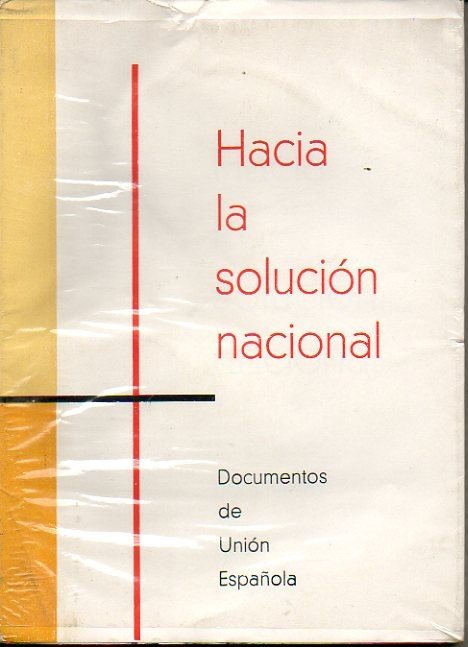 Hacia
la
solución
nacional
Documentos
de
Unión
Española